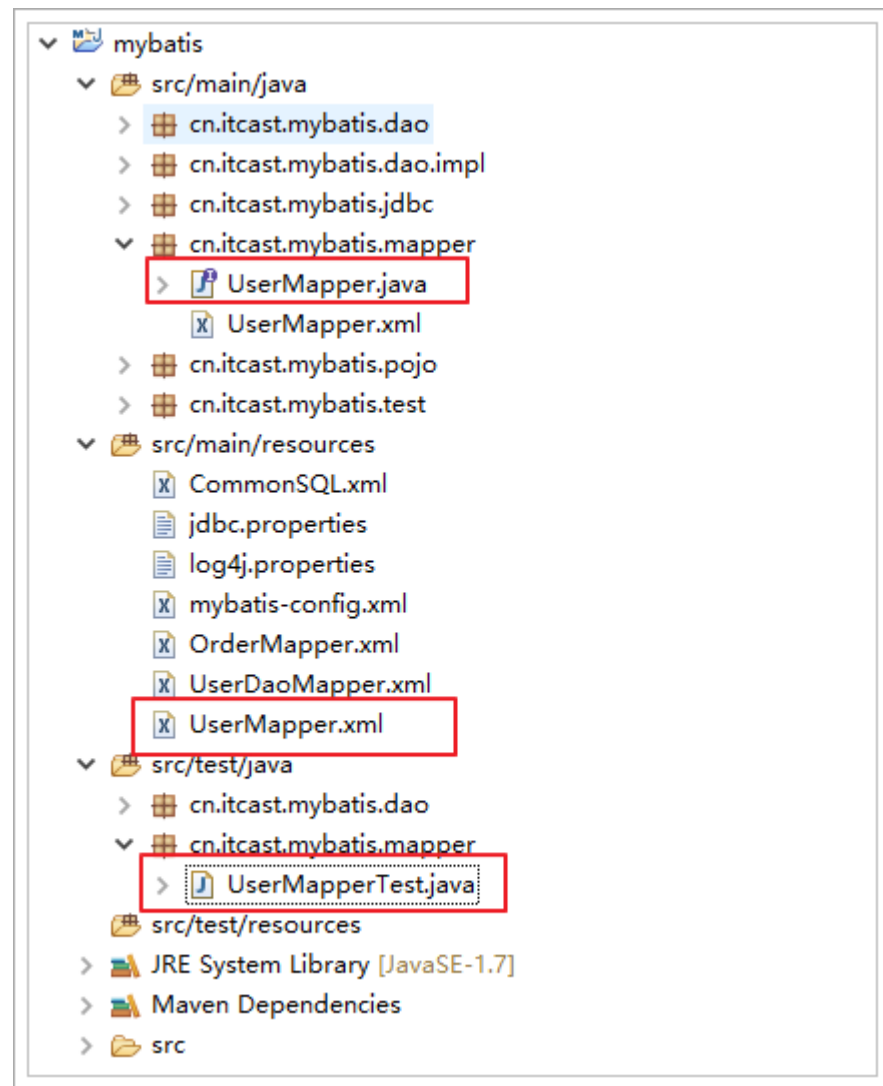 mybatis
src/main/java
cn.itcast.mybatis.dao
cn.itcast.mybatis.dao.impl
cn.itcast.mybatis.jdbc
cn.itcast.mybatis.mapper
UserMapper.java
UserMapper.xml
cn.itcast.mybatis.pojo
cn.itcast.mybatis.test
src/main/resources
CommonSQL.xml
jdbc.properties
log4j.properties
mybatis-config.xml
OrderMapper.xml
UserDaoMapper.xml
UserMapper.xml
src/test/java
cn.itcast.mybatis.dao
cn.itcast.mybatis.mapper
UserMapperTest.java
src/test/resources
JRE System Library [JavaSE-1.7]
Maven Dependencies
src